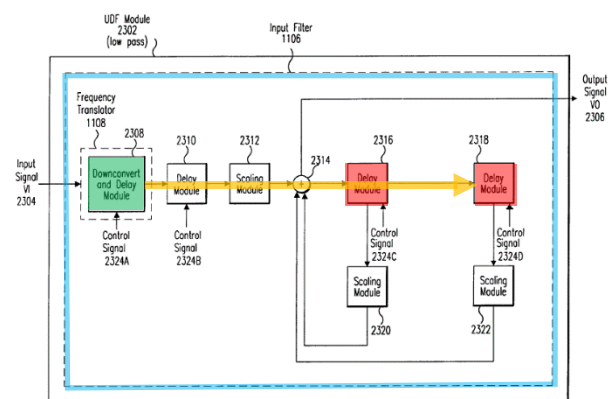 UDF Module
2302
(low pass)
Input Filter
1106
Output
Signal
VO
2306
Frequency
Translator
1108
2308
2310
2312
2314
2316
2318
Input
Signal
VI
2304
Downconvert
and Delay
Module
Delay
Module
Scaling
Module
+
Delay
Module
Delay
Module
Control
Signal
2324A
Control
Signal
2324B
Control
Signal
2324C
Control
Signal
2324D
Scaling
Module
2320
Scaling
Module
2322